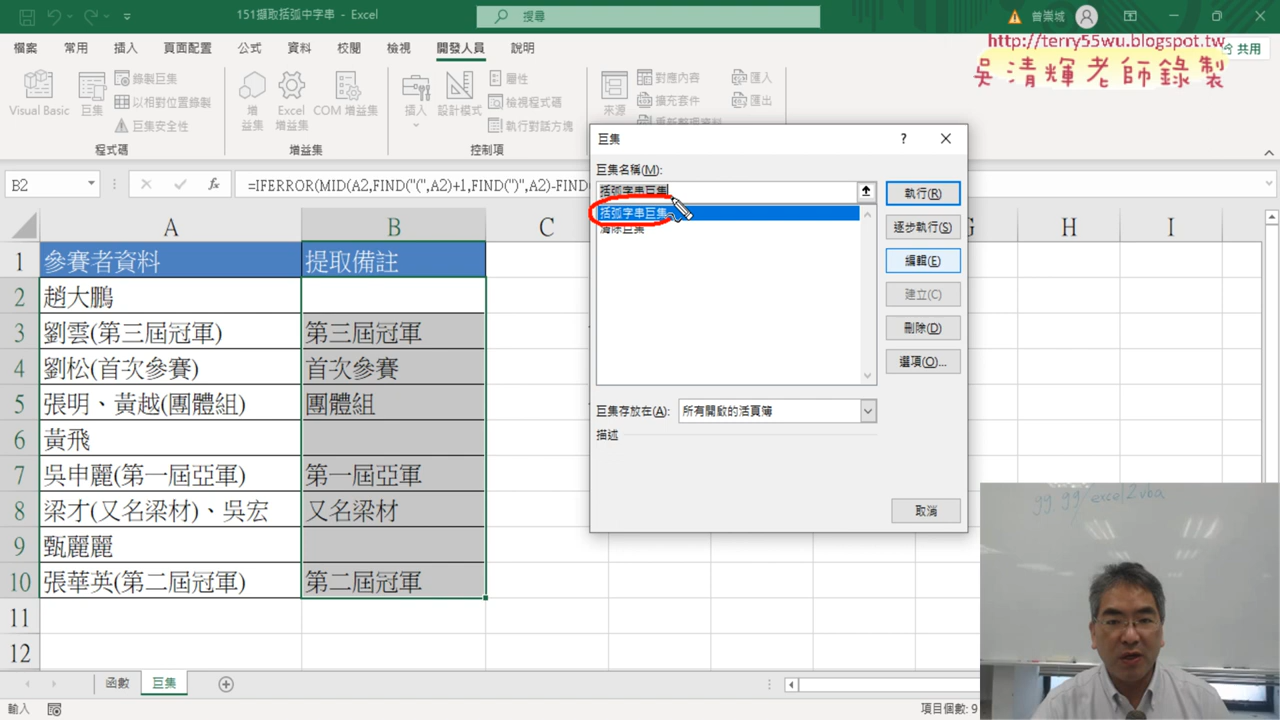 151擷取括弧中字串 - Excel
搜尋
曾崇城
檔案 常用 插入 頁面配置 公式 資料 校閱 檢視 開發人員 說明
共用
http://terry55wu.blogspot.tw
吳清輝老師錄製
Visual Basic
巨集
錄製巨集
以相對位置錄製
巨集安全性
程式碼
增益集
Excel 增益集
COM 增益集
增益集
插入
設計模式
屬性
檢視程式碼
執行對話方塊
控制項
來源
對應內容
擴充套件
匯入
匯出
B2
=IFERROR(MID(A2,FIND("(",A2)+1,FIND(")",A2)-FIND
A B C H I
1 參賽者資料 提取備註
2 趙大鵬
3 劉雲(第三屆冠軍) 第三屆冠軍
4 劉松(首次參賽) 首次參賽
5 張明、黃越(團體組) 團體組
6 黃飛
7 吳申麗(第一屆亞軍) 第一屆亞軍
8 梁才(又名梁材)、吳宏 又名梁材
9 甄麗麗
10 張華英(第二屆冠軍) 第二屆冠軍
11
12
巨集
?
巨集名稱(M):
括弧字串巨集
括弧字串巨集
清除巨集
執行(R)
逐步執行(S)
編輯(E)
建立(C)
刪除(D)
選項(O)...
巨集存放在(A): 所有開啟的活頁簿
描述
取消
gg.gg/excel2vba
函數 巨集
輸入
項目個數: 9